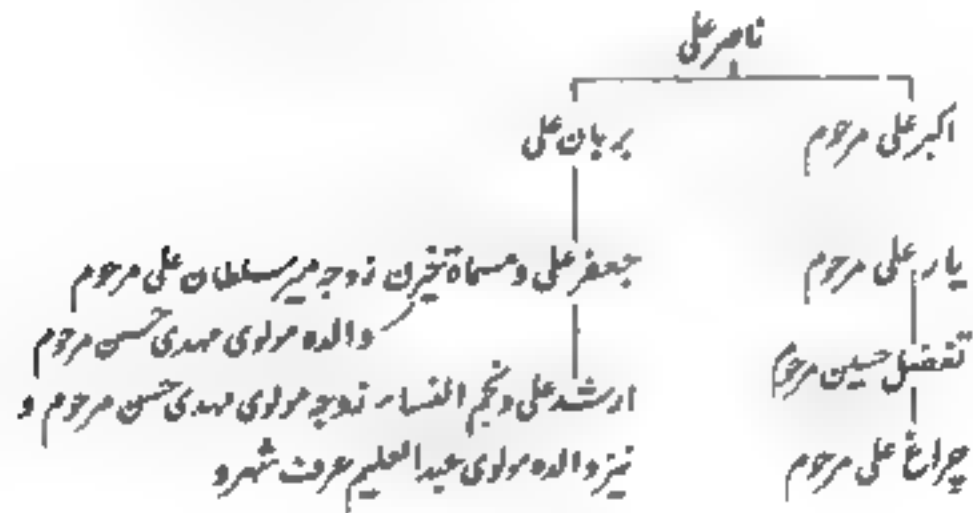 ناصر علی
اکبر علی مرحوم
برہان علی
یار علی مرحوم
جعفر علی و مسماۃ خیرن زوجہ میر سلطان علی مرحوم
والدہ مولوی مہدی حسن مرحوم
تفضل حسین مرحوم
ارشد علی و نجم النساء زوجہ مولوی مہدی حسن مرحوم و
چراغ علی مرحوم
نیز والدہ مولوی عبد العلیم عرف شہرو